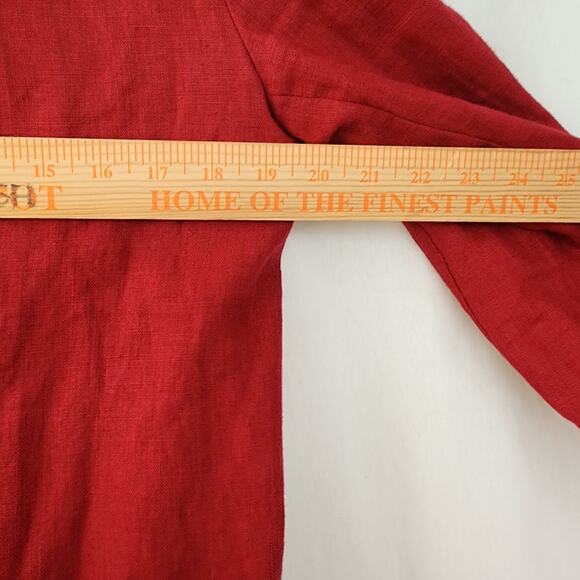 15 16 17 18 19 20 21 22 23 24 25
HOME OF THE FINEST PAINTS